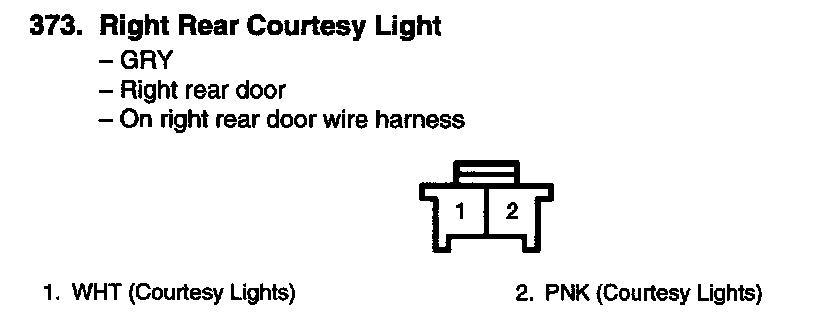 373. Right Rear Courtesy Light
– GRY
– Right rear door
– On right rear door wire harness
1 2
1. WHT (Courtesy Lights) 2. PNK (Courtesy Lights)